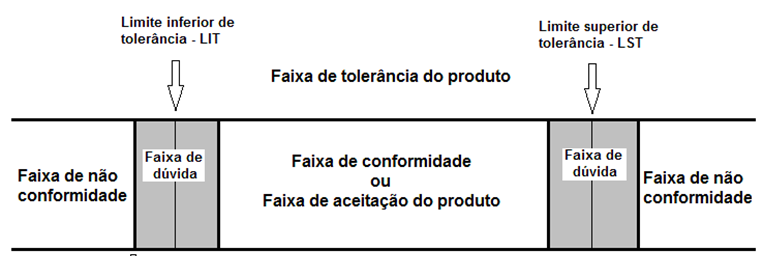 Limite inferior de
tolerância - LIT
Limite superior de
tolerância - LST
Faixa de tolerância do produto
Faixa de não
conformidade
Faixa de
dúvida
Faixa de conformidade
ou
Faixa de aceitação do produto
Faixa de
dúvida
Faixa de não
conformidade